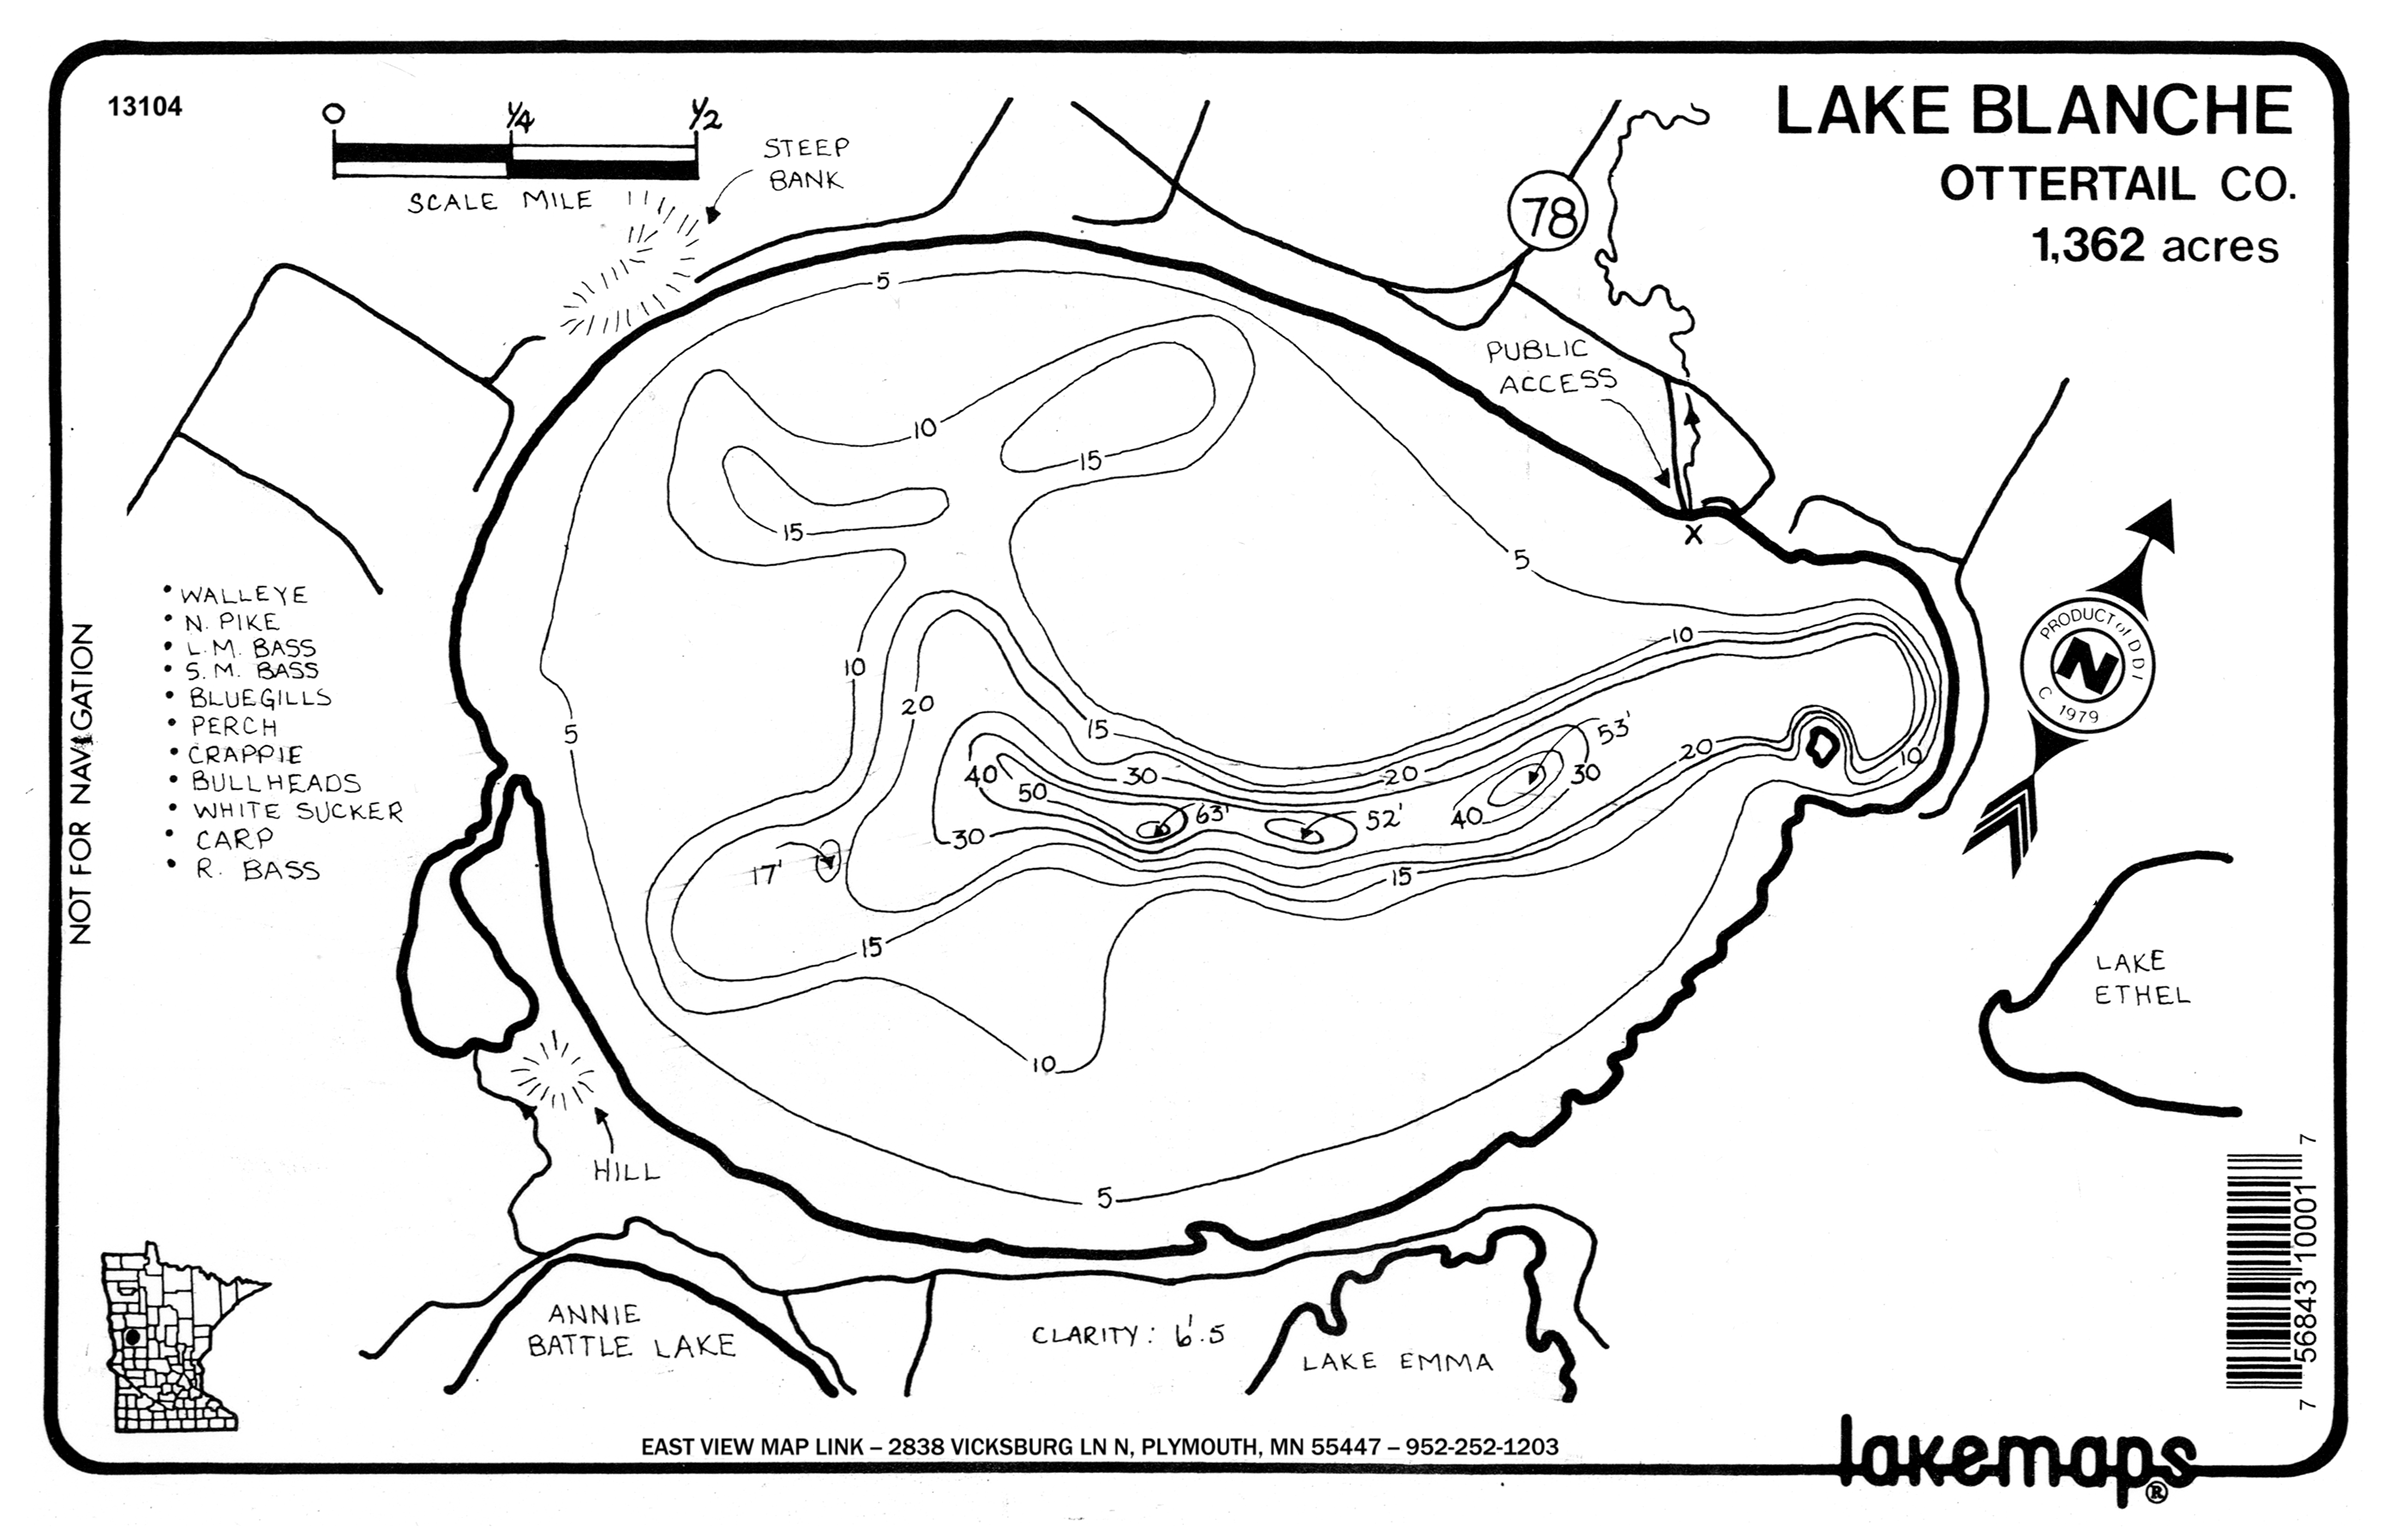 13104
0 1/4 1/2
SCALE MILE
STEEP
BANK
LAKE BLANCHE
OTTERTAIL CO.
1,362 acres
78
PUBLIC
ACCESS
X
5
10
15
15
5
10
10
20
15
5
40
30
20
53'
30
20
10
50
63'
52'
40
30
17'
15
15
10
5
• WALLEYE
• N. PIKE
• L.M. BASS
• S.M. BASS
• BLUEGILLS
• PERCH
• CRAPPIE
• BULLHEADS
• WHITE SUCKER
• CARP
• R. BASS
NOT FOR NAVIGATION
PRODUCT of DDDI
N
C 1979
LAKE
ETHEL
HILL
ANNIE
BATTLE LAKE
CLARITY: 6'.5
LAKE EMMA
7 56843 10001 7
EAST VIEW MAP LINK – 2838 VICKSBURG LN N, PLYMOUTH, MN 55447 – 952-252-1203
lakemaps®